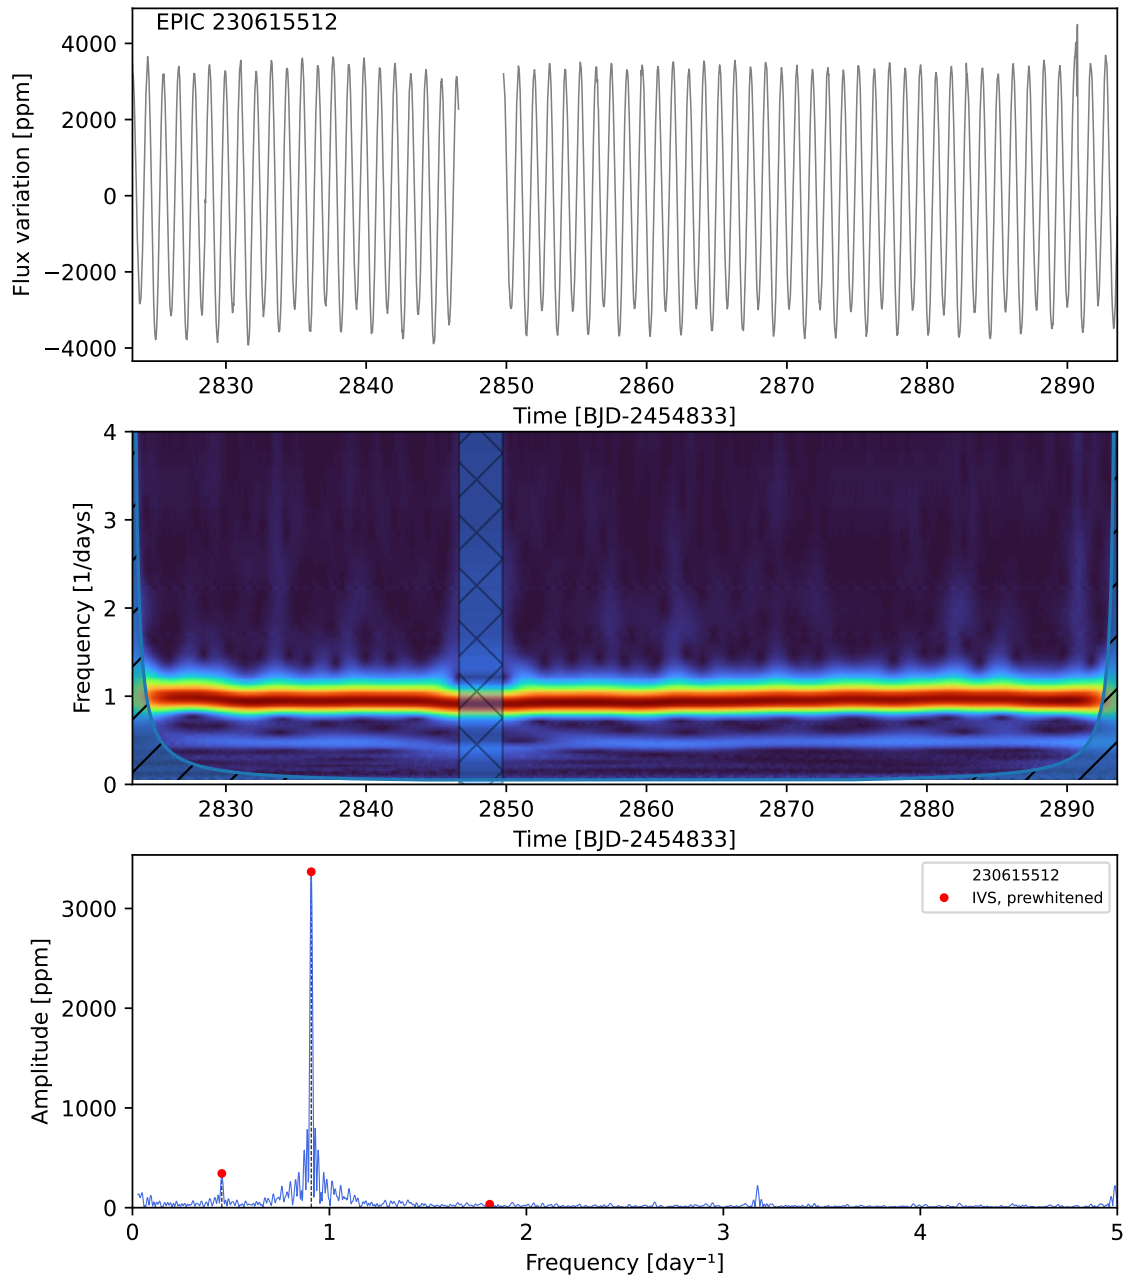 EPIC 230615512
4000
2000
0
−2000
−4000
Flux variation [ppm]
2830 2840 2850 2860 2870 2880 2890
Time [BJD-2454833]
4
3
2
1
0
Frequency [1/days]
2830 2840 2850 2860 2870 2880 2890
Time [BJD-2454833]
230615512
IVS, prewhitened
3000
2000
1000
0
Amplitude [ppm]
0 1 2 3 4 5
Frequency [day⁻¹]